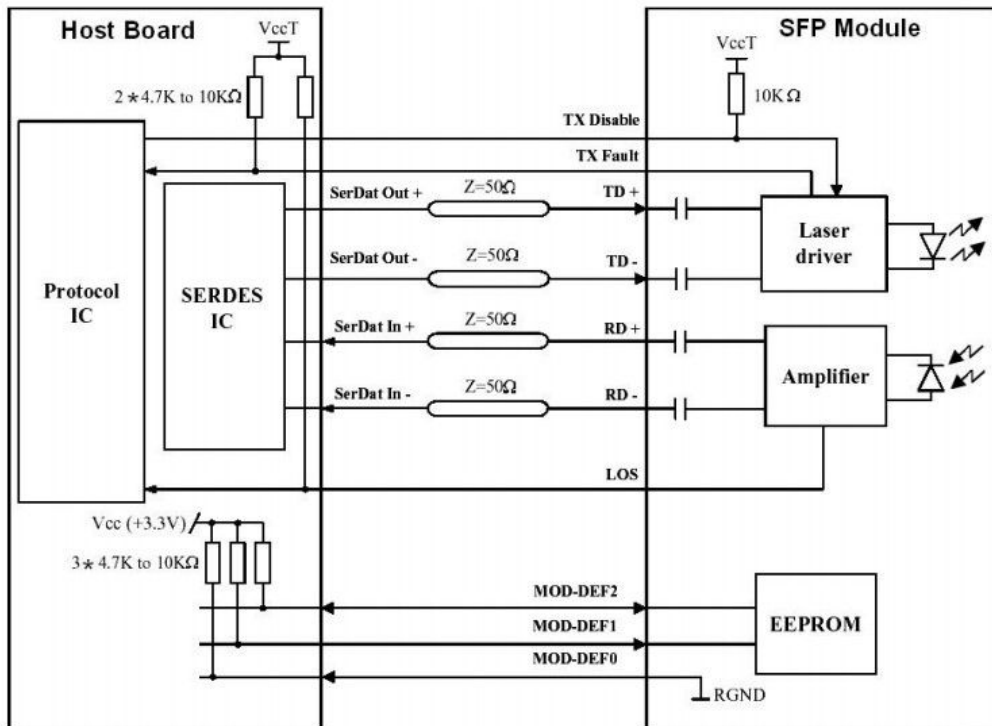 Host Board
SFP Module
VccT
VccT
2*4.7K to 10KΩ
10KΩ
TX Disable
TX Fault
SerDat Out +
Z=50Ω
TD +
Laser
driver
SerDat Out -
Z=50Ω
TD -
Protocol
IC
SERDES
IC
SerDat In +
Z=50Ω
RD +
Amplifier
SerDat In -
Z=50Ω
RD -
LOS
Vcc (+3.3V)
3*4.7K to 10KΩ
MOD-DEF2
MOD-DEF1
EEPROM
MOD-DEF0
RGND